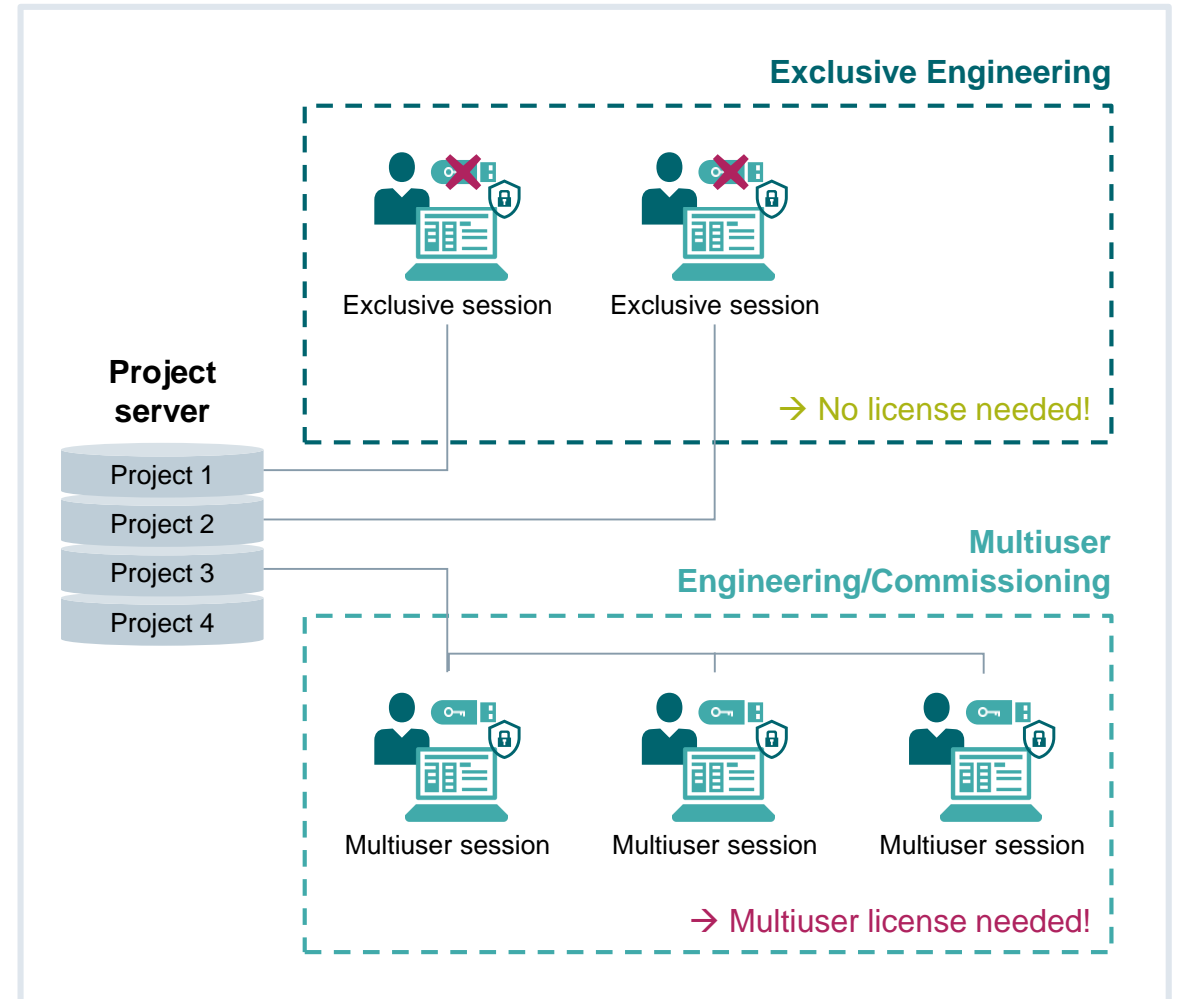 Exclusive Engineering
Exclusive session
Exclusive session
→ No license needed!
Project
server
Project 1
Project 2
Project 3
Project 4
Multiuser
Engineering/Commissioning
Multiuser session
Multiuser session
Multiuser session
→ Multiuser license needed!